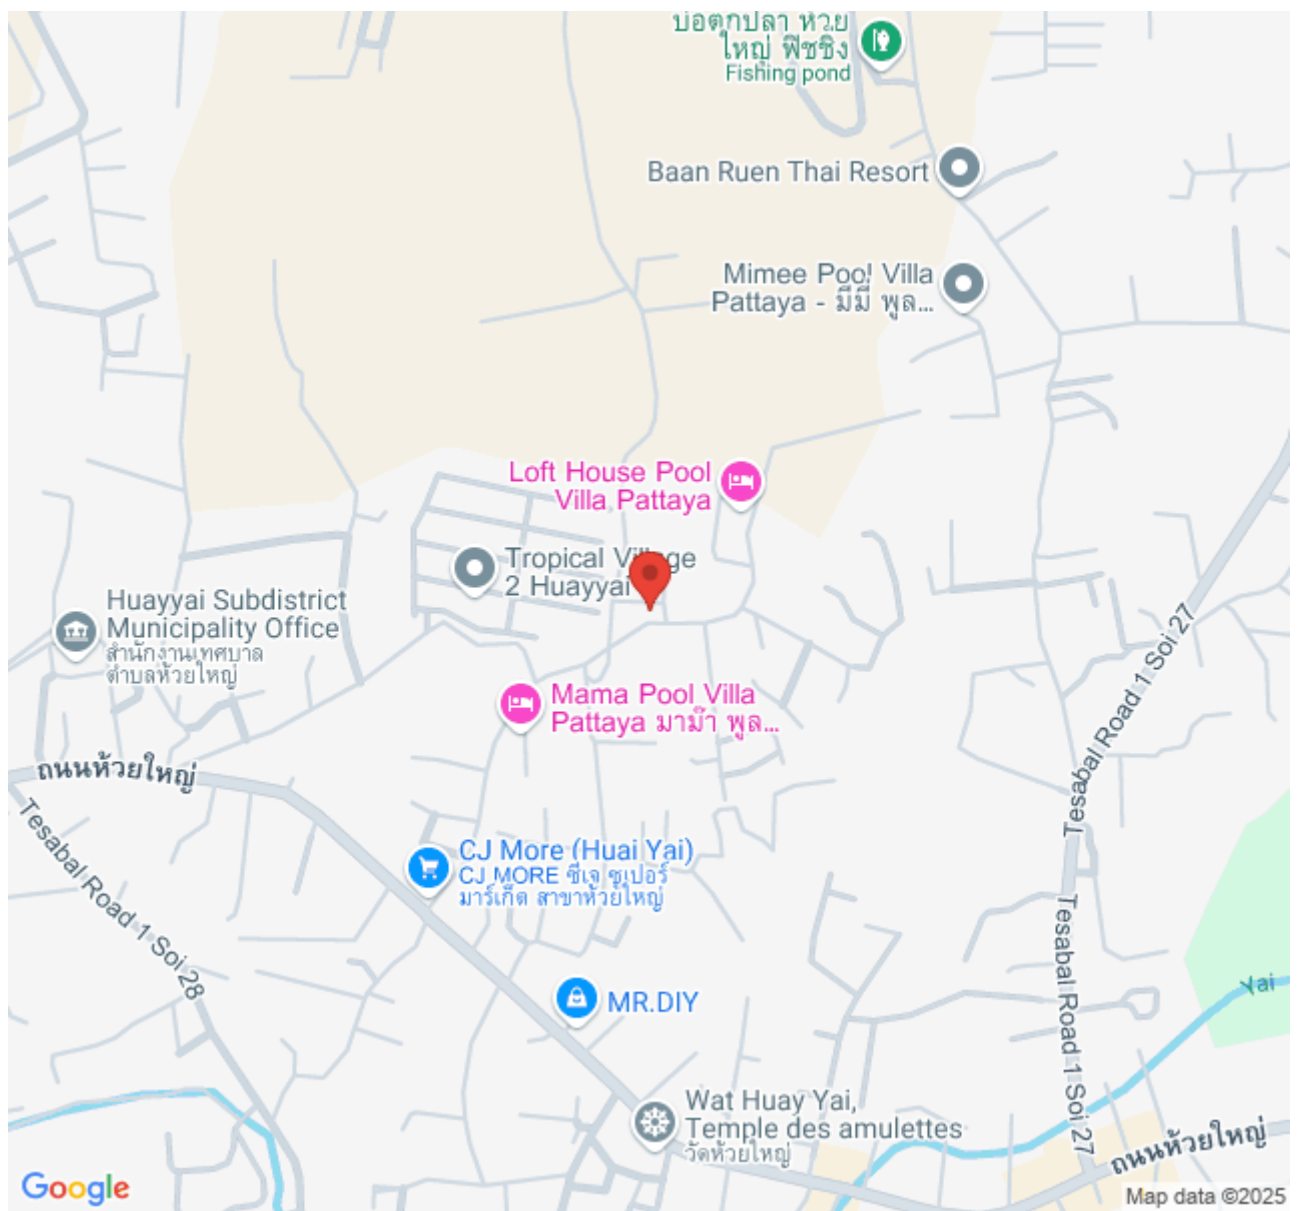 บ่อตกปลา ห้วย
ใหญ่ ฟิชชิง
Fishing pond
Baan Ruen Thai Resort
Mimee Pool Villa
Pattaya - มีมี่ พูล...
Loft House Pool
Villa Pattaya
Tropical Village
2 Huayyai
Huayyai Subdistrict
Municipality Office
สำนักงานเทศบาล
ตำบลห้วยใหญ่
Tesabal Road 1 Soi 27
Mama Pool Villa
Pattaya มาม๊า พูล...
ถนนห้วยใหญ่
Tesabal Road 1 Soi 28
CJ More (Huai Yai)
CJ MORE ซีเจ ซูเปอร์
มาร์เก็ต สาขาห้วยใหญ่
Tesabal Road 1 Soi 27
Yai
MR.DIY
Wat Huay Yai,
Temple des amulettes
วัดห้วยใหญ่
ถนนห้วยใหญ่
Google
Map data ©2025